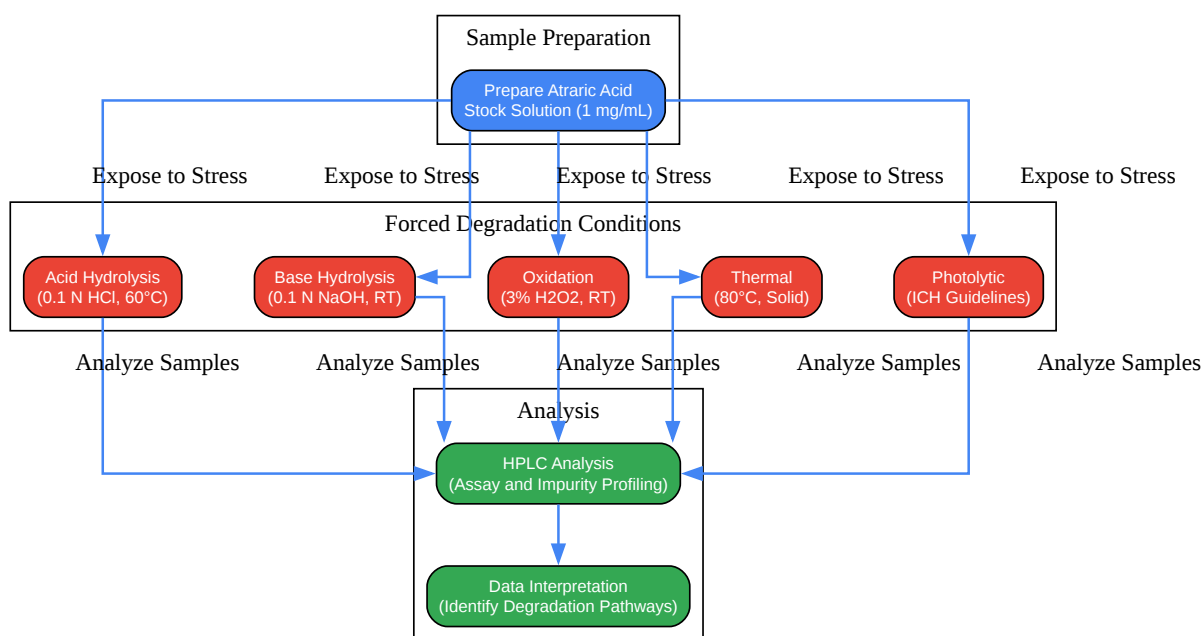 Sample Preparation
Prepare Atraric Acid
Stock Solution (1 mg/mL)
Expose to Stress
Expose to Stress
Expose to Stress
Expose to Stress
Expose to Stress
Forced Degradation Conditions
Acid Hydrolysis
(0.1 N HCl, 60°C)
Base Hydrolysis
(0.1 N NaOH, RT)
Oxidation
(3% H2O2, RT)
Thermal
(80°C, Solid)
Photolytic
(ICH Guidelines)
Analyze Samples
Analyze Samples
Analyze Samples
Analyze Samples
Analyze Samples
Analysis
HPLC Analysis
(Assay and Impurity Profiling)
Data Interpretation
(Identify Degradation Pathways)